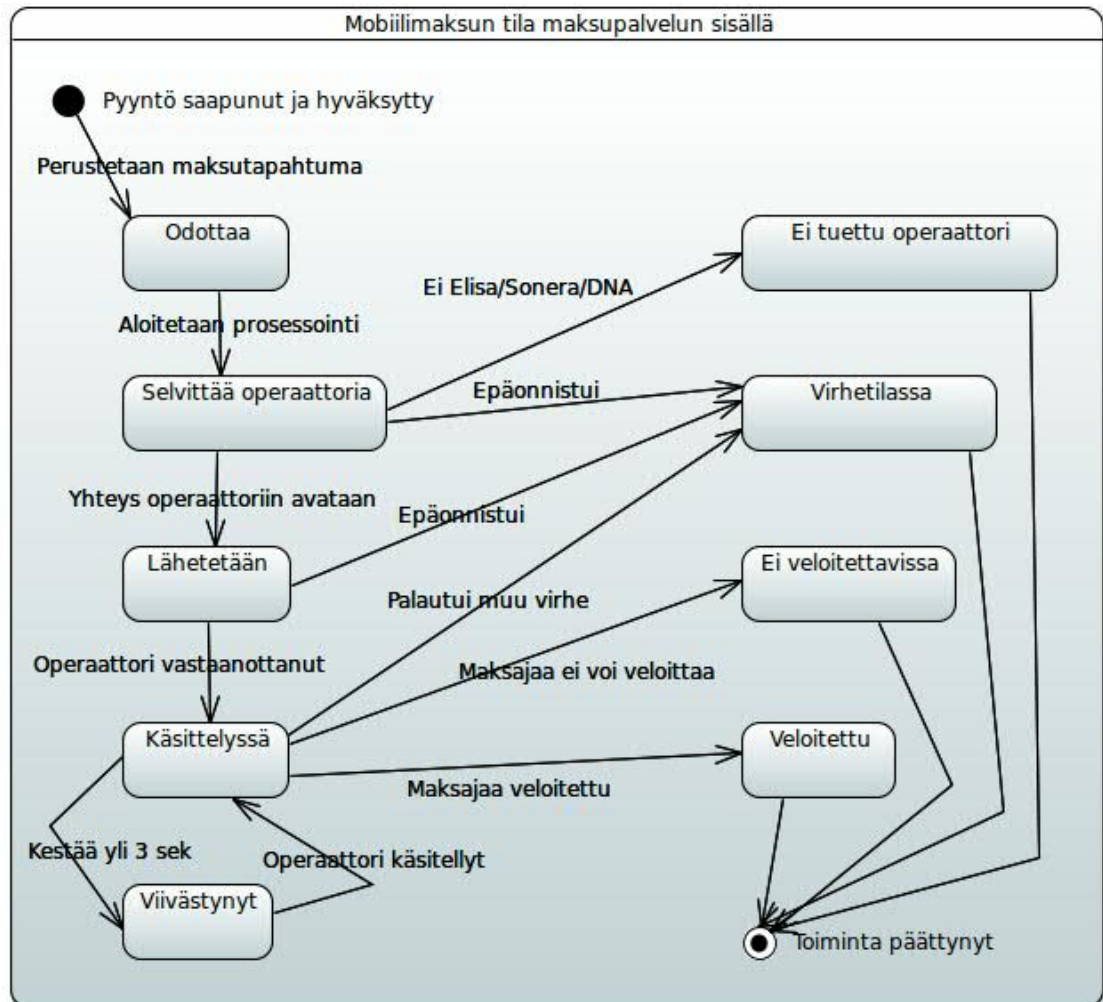 Mobiilimaksun tila maksupalvelun sisällä
Pyyntö saapunut ja hyväksytty
Perustetaan maksutapahtuma
Odottaa
Ei tuettu operaattori
Ei Elisa/Sonera/DNA
Aloitetaan prosessointi
Selvittää operaattoria
Epäonnistui
Virhetilassa
Yhteys operaattoriin avataan
Epäonnistui
Lähetetään
Ei veloitettavissa
Palautui muu virhe
Operaattori vastaanottanut
Maksajaa ei voi veloittaa
Käsittelyssä
Veloitettu
Maksajaa veloitettu
Kestää yli 3 sek
Operaattori käsitellyt
Viivästynyt
Toiminta päättynyt